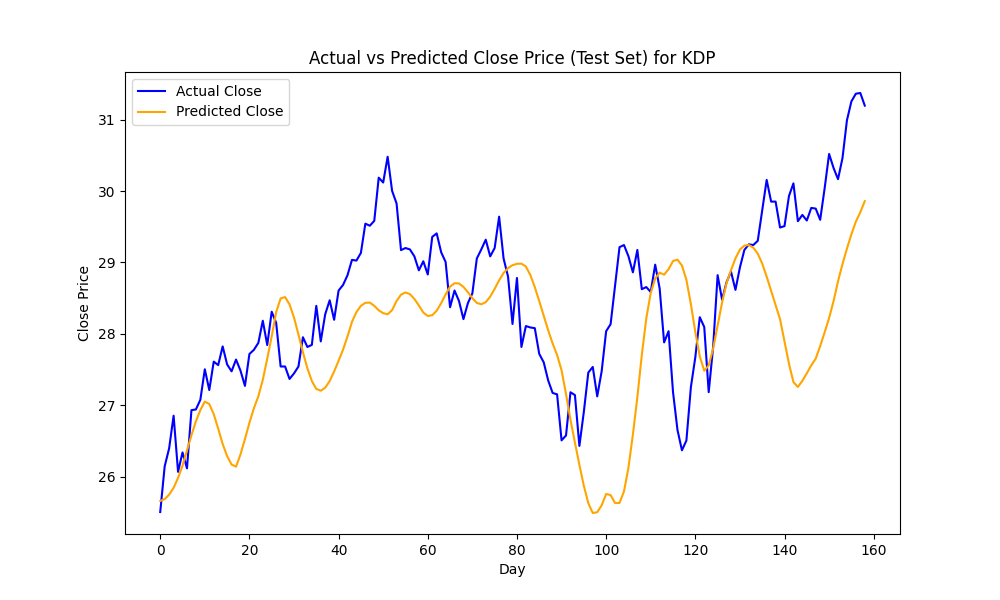 Actual vs Predicted Close Price (Test Set) for KDP
Actual Close
Predicted Close
31
30
29
28
27
26
Close Price
0 20 40 60 80 100 120 140 160
Day